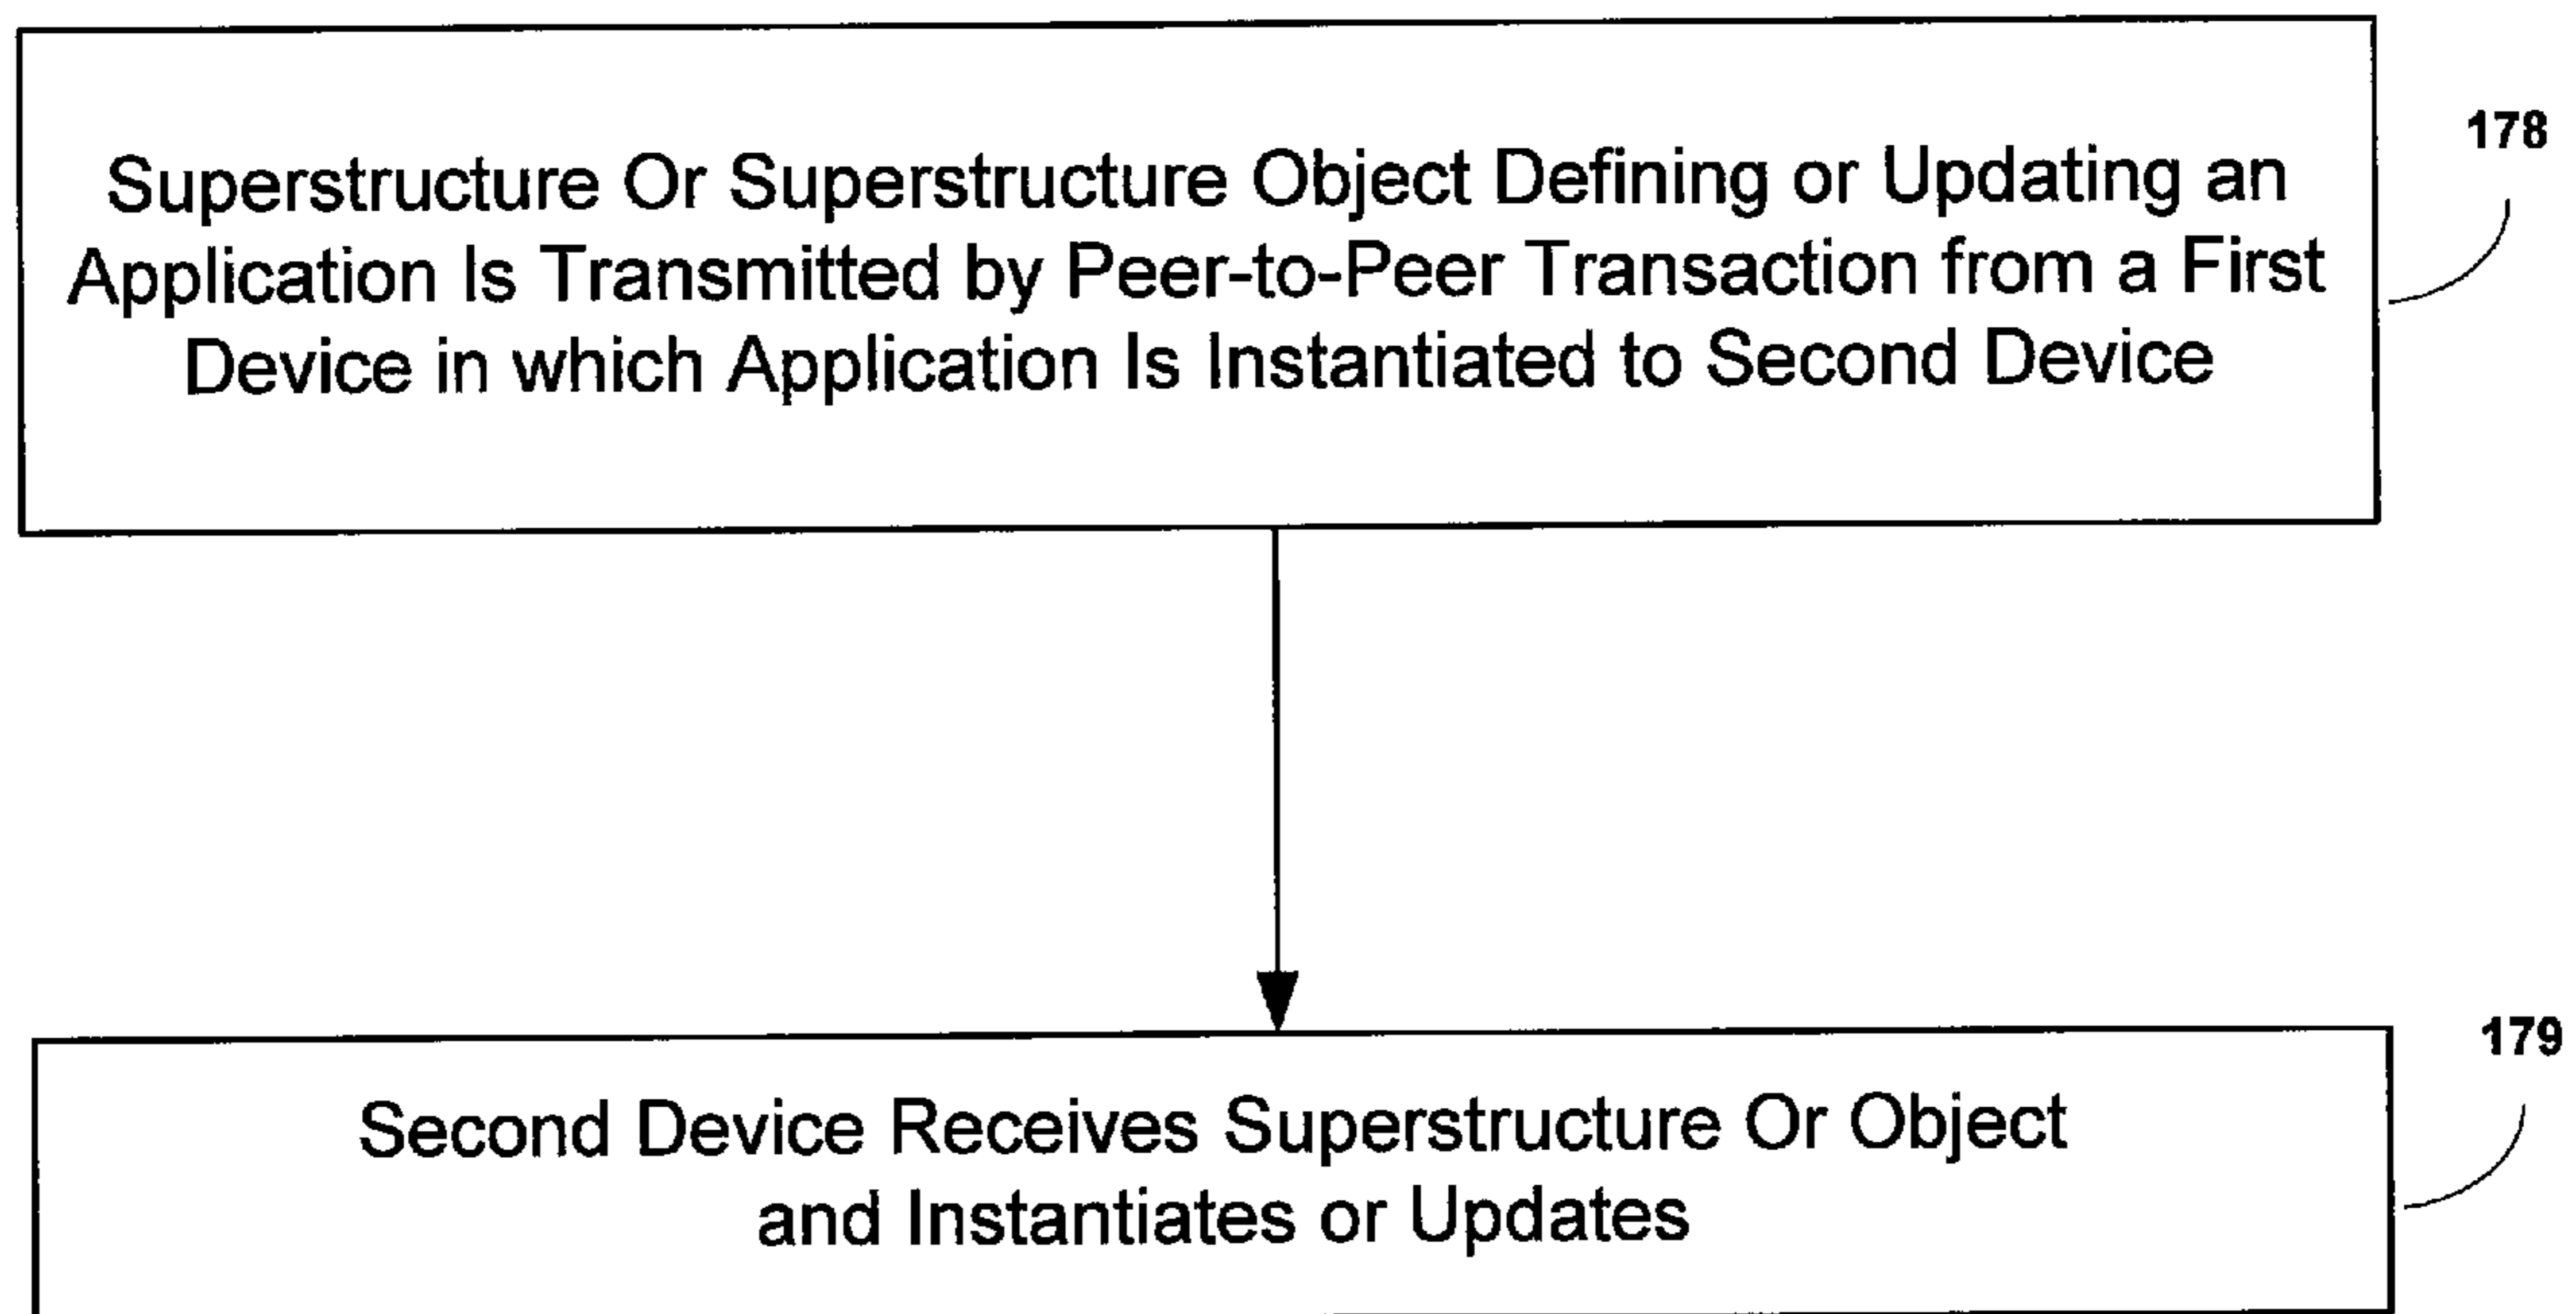 178
Superstructure Or Superstructure Object Defining or Updating an
Application Is Transmitted by Peer-to-Peer Transaction from a First
Device in which Application Is Instantiated to Second Device
179
Second Device Receives Superstructure Or Object
and Instantiates or Updates